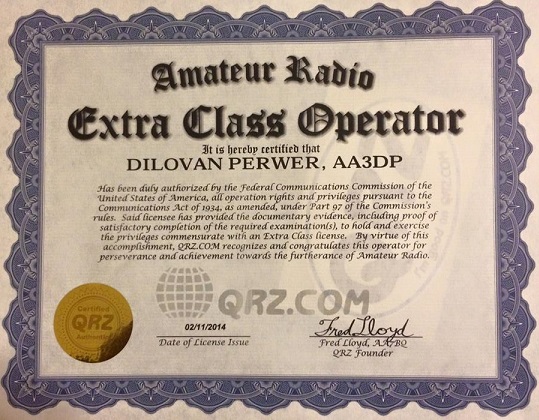 Amateur Radio
Extra Class Operator
It is hereby certified that
DILOVAN PERWER, AA3DP
Has been duly authorized by the Federal Communications Commission of the
United States of America, all operation rights and privileges pursuant to the
Communications Act of 1934, as amended, under Part 97 of the Commission's
rules. Said licensee has provided the documentary evidence, including proof of
satisfactory completion of the required examination(s), to hold and exercise
the privileges commensurate with an Extra Class license. By virtue of this
accomplishment, QRZ.COM recognizes and congratulates this operator for
perseverance and achievement towards the furtherance of Amateur Radio.
QRZ.COM
Certified
QRZ
02/11/2014
Date of License Issue
Fred Lloyd
Fred Lloyd, AA7BQ
QRZ Founder